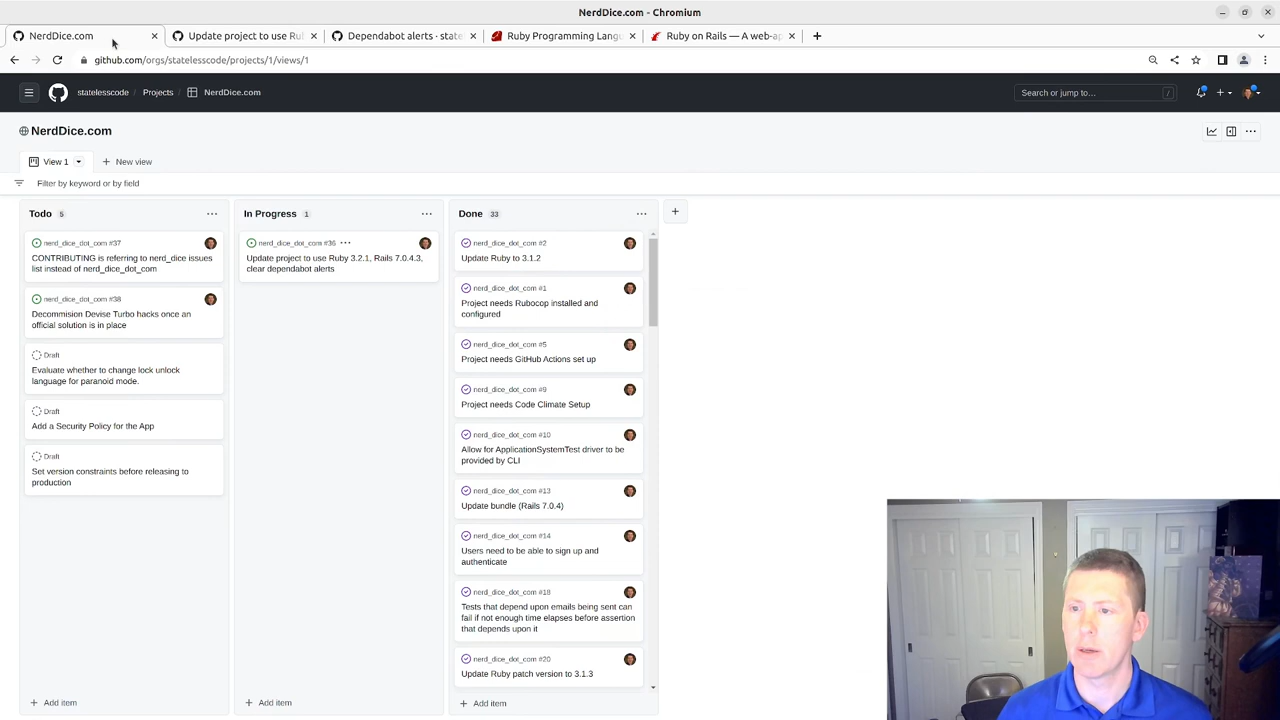 NerdDice.com - Chromium
NerdDice.com
Update project to use Rub
Dependabot alerts · state
Ruby Programming Langu
Ruby on Rails — A web-ap
github.com/orgs/statelesscode/projects/1/views/1
statelesscode / Projects / NerdDice.com
Search or jump to… /
NerdDice.com
View 1
New view
Filter by keyword or by field
Todo 5
nerd_dice_dot_com #37
CONTRIBUTING is referring to nerd_dice issues
list instead of nerd_dice_dot_com
nerd_dice_dot_com #38
Decommision Devise Turbo hacks once an
official solution is in place
Draft
Evaluate whether to change lock unlock
language for paranoid mode.
Draft
Add a Security Policy for the App
Draft
Set version constraints before releasing to
production
Add item
In Progress 1
nerd_dice_dot_com #36
Update project to use Ruby 3.2.1, Rails 7.0.4.3,
clear dependabot alerts
Add item
Done 33
nerd_dice_dot_com #2
Update Ruby to 3.1.2
nerd_dice_dot_com #1
Project needs Rubocop installed and
configured
nerd_dice_dot_com #5
Project needs GitHub Actions set up
nerd_dice_dot_com #9
Project needs Code Climate Setup
nerd_dice_dot_com #10
Allow for ApplicationSystemTest driver to be
provided by CLI
nerd_dice_dot_com #13
Update bundle (Rails 7.0.4)
nerd_dice_dot_com #14
Users need to be able to sign up and
authenticate
nerd_dice_dot_com #18
Tests that depend upon emails being sent can
fail if not enough time elapses before assertion
that depends upon it
nerd_dice_dot_com #20
Update Ruby patch version to 3.1.3
Add item